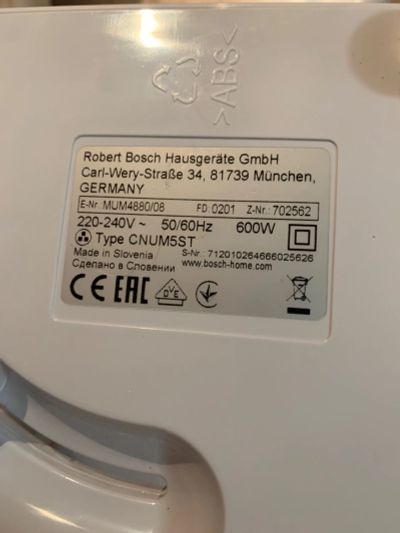 >ABS<
Robert Bosch Hausgeräte GmbH
Carl-Wery-Straße 34, 81739 München,
GERMANY
E-Nr. MUM4880/08 FD 0201 Z-Nr.: 702562
220-240V ~ 50/60Hz 600W
Type CNUM5ST
S-Nr.: 712010264666025626
Made in Slovenia
www.bosch-home.com
Сделано в Словении
CE EAC DVE